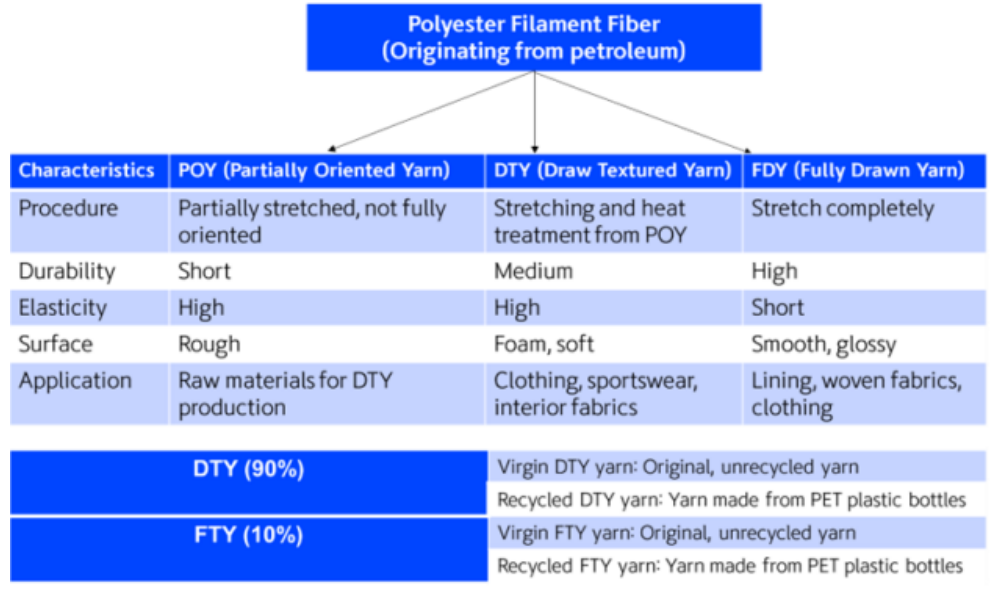 Polyester Filament Fiber
(Originating from petroleum)
Characteristics POY (Partially Oriented Yarn) DTY (Draw Textured Yarn) FDY (Fully Drawn Yarn)
Procedure Partially stretched, not fully oriented Stretching and heat treatment from POY Stretch completely
Durability Short Medium High
Elasticity High High Short
Surface Rough Foam, soft Smooth, glossy
Application Raw materials for DTY production Clothing, sportswear, interior fabrics Lining, woven fabrics, clothing
DTY (90%) Virgin DTY yarn: Original, unrecycled yarn
Recycled DTY yarn: Yarn made from PET plastic bottles
FTY (10%) Virgin FTY yarn: Original, unrecycled yarn
Recycled FTY yarn: Yarn made from PET plastic bottles